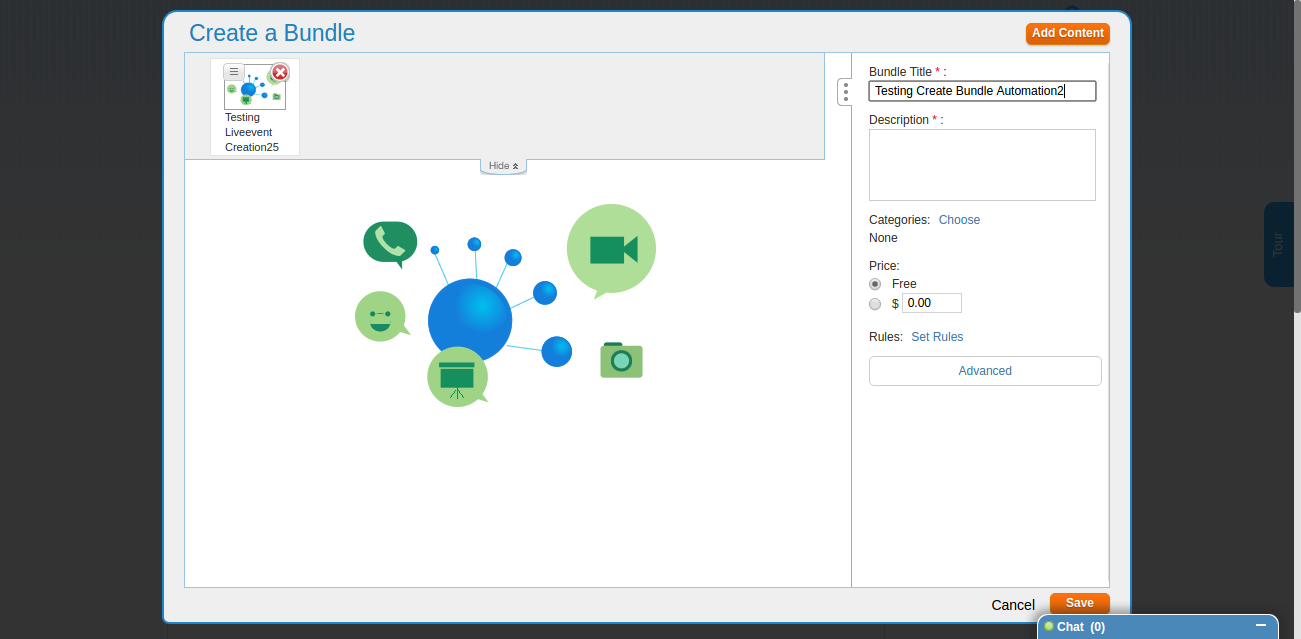 Create a Bundle
Add Content
Testing
Liveevent
Creation25
Hide
Bundle Title * :
Testing Create Bundle Automation2
Description * :
Categories: Choose
None
Price:
Free
$ 0.00
Rules: Set Rules
Advanced
Tour
Cancel
Save
Chat (0)